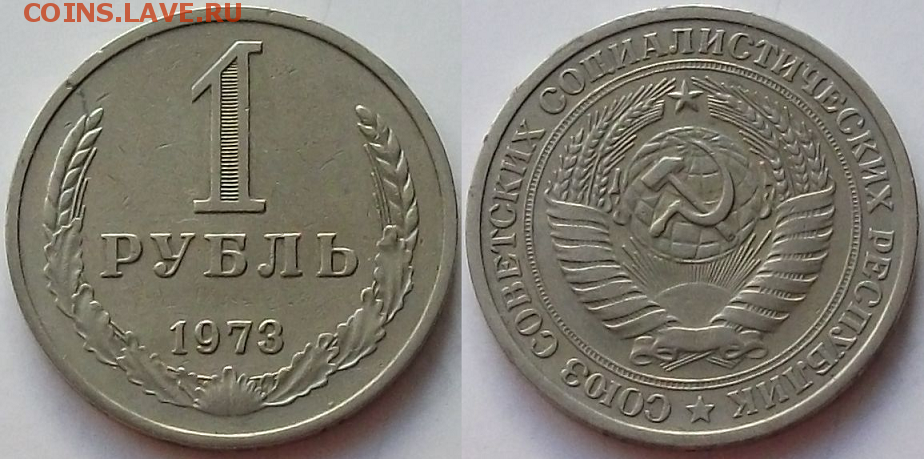 COINS.LAVE.RU
1
РУБЛЬ
1973
СОЮЗ СОВЕТСКИХ СОЦИАЛИСТИЧЕСКИХ РЕСПУБЛИК